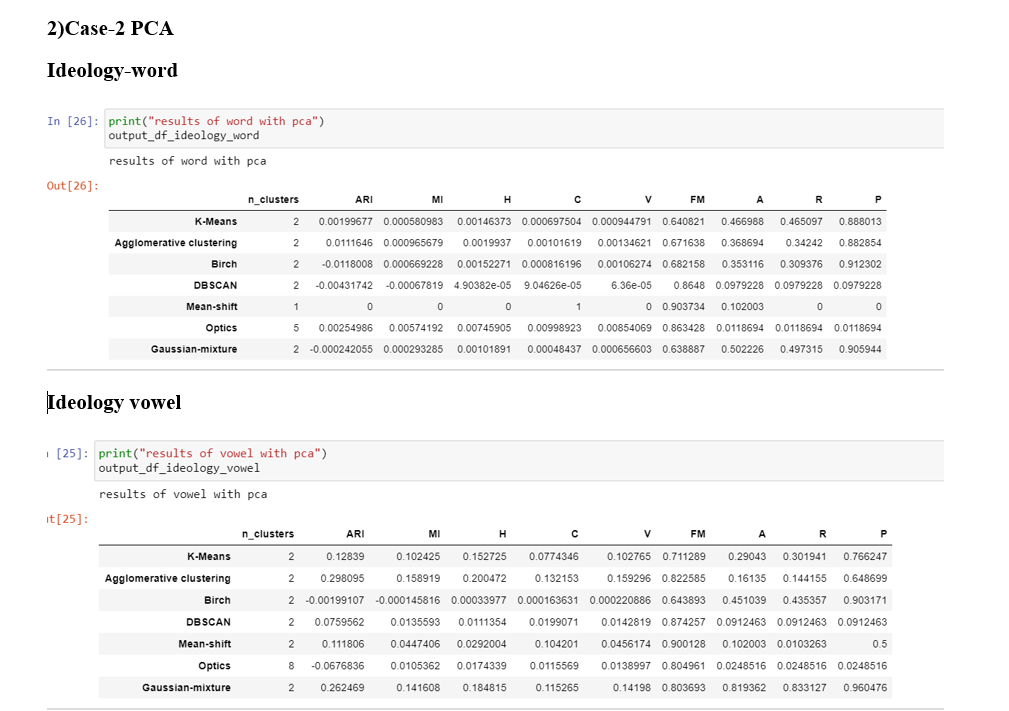 2)Case-2 PCA
Ideology-word
In [26]: print("results of word with pca")
output_df_ideology_word
results of word with pca
Out[26]:
n_clusters ARI MI H C V FM A R P
K-Means 2 0.00199677 0.000580983 0.00146373 0.000697504 0.000944791 0.640821 0.466988 0.465097 0.888013
Agglomerative clustering 2 0.0111646 0.000965679 0.0019937 0.00101619 0.00134621 0.671638 0.368694 0.34242 0.882854
Birch 2 -0.0118008 0.000669228 0.00152271 0.000816196 0.00106274 0.682158 0.353116 0.309376 0.912302
DBSCAN 2 -0.00431742 -0.00067819 4.90382e-05 9.04626e-05 6.36e-05 0.8648 0.0979228 0.0979228 0.0979228
Mean-shift 1 0 0 0 1 0 0.903734 0.102003 0 0
Optics 5 0.00254986 0.00574192 0.00745905 0.00998923 0.00854069 0.863428 0.0118694 0.0118694 0.0118694
Gaussian-mixture 2 -0.000242055 0.000293285 0.00101891 0.00048437 0.000656603 0.638887 0.502226 0.497315 0.905944
Ideology vowel
[25]: print("results of vowel with pca")
output_df_ideology_vowel
results of vowel with pca
t[25]:
n_clusters ARI MI H C V FM A R P
K-Means 2 0.12839 0.102425 0.152725 0.0774346 0.102765 0.711289 0.29043 0.301941 0.766247
Agglomerative clustering 2 0.298095 0.158919 0.200472 0.132153 0.159296 0.822585 0.16135 0.144155 0.648699
Birch 2 -0.00199107 -0.000145816 0.00033977 0.000163631 0.000220886 0.643893 0.451039 0.435357 0.903171
DBSCAN 2 0.0759562 0.0135593 0.0111354 0.0199071 0.0142819 0.874257 0.0912463 0.0912463 0.0912463
Mean-shift 2 0.111806 0.0447406 0.0292004 0.104201 0.0456174 0.900128 0.102003 0.0103263 0.5
Optics 8 -0.0676836 0.0105362 0.0174339 0.0115569 0.0138997 0.804961 0.0248516 0.0248516 0.0248516
Gaussian-mixture 2 0.262469 0.141608 0.184815 0.115265 0.14198 0.803693 0.819362 0.833127 0.960476